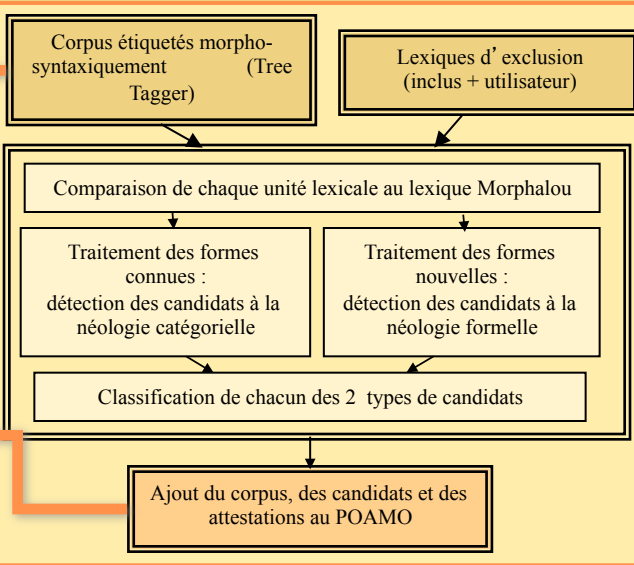 Corpus étiquetés morpho-
syntaxiquement (Tree
Tagger)
Lexiques d’exclusion
(inclus + utilisateur)
Comparaison de chaque unité lexicale au lexique Morphalou
Traitement des formes
connues :
détection des candidats à la
néologie catégorielle
Traitement des formes
nouvelles :
détection des candidats à la
néologie formelle
Classification de chacun des 2 types de candidats
Ajout du corpus, des candidats et des
attestations au POAMO